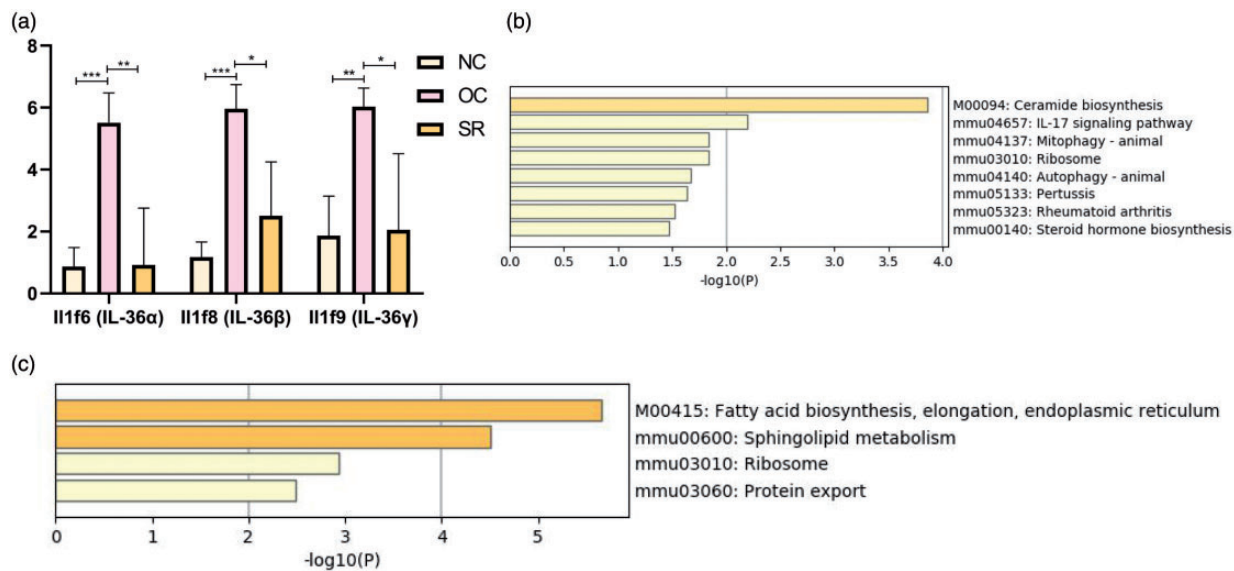 (a)
8
6
4
2
0
*** **
*** *
** *
NC
OC
SR
Il1f6 (IL-36α) Il1f8 (IL-36β) Il1f9 (IL-36γ)
(b)
M00094: Ceramide biosynthesis
mmu04657: IL-17 signaling pathway
mmu04137: Mitophagy - animal
mmu03010: Ribosome
mmu04140: Autophagy - animal
mmu05133: Pertussis
mmu05323: Rheumatoid arthritis
mmu00140: Steroid hormone biosynthesis
0.0 0.5 1.0 1.5 2.0 2.5 3.0 3.5 4.0
-log10(P)
(c)
M00415: Fatty acid biosynthesis, elongation, endoplasmic reticulum
mmu00600: Sphingolipid metabolism
mmu03010: Ribosome
mmu03060: Protein export
0 1 2 3 4 5
-log10(P)